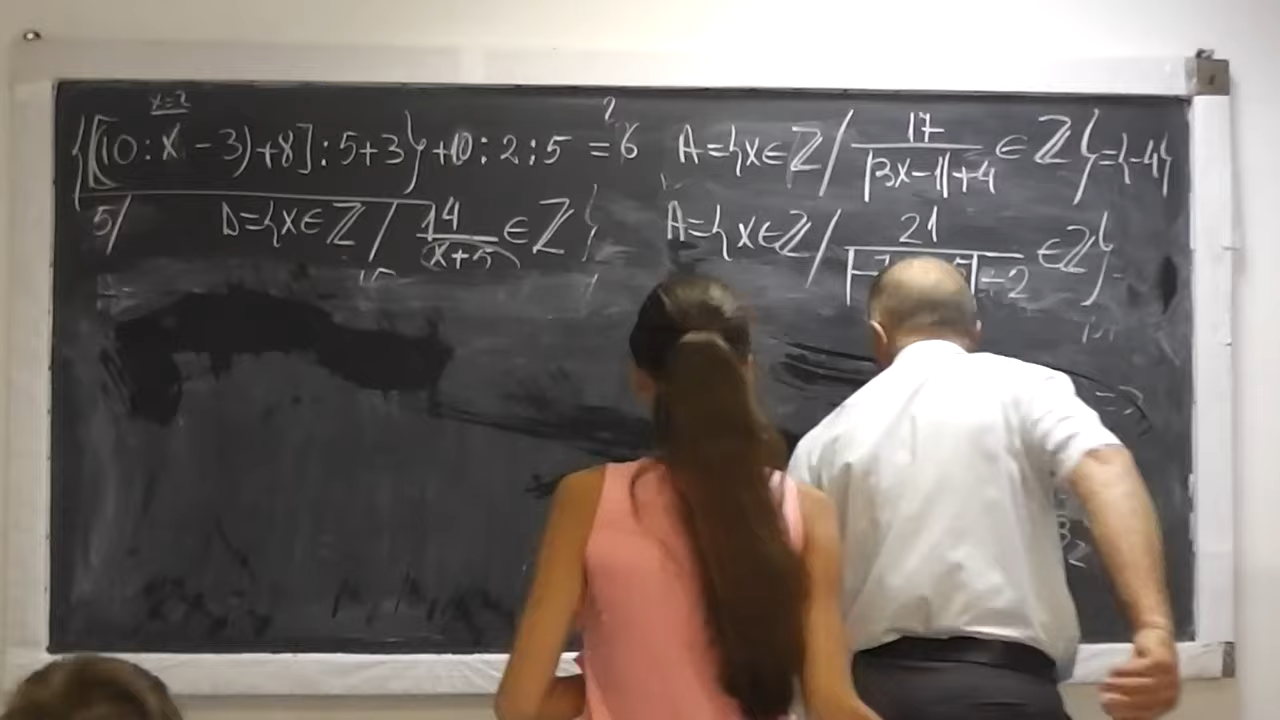 x=2
{[(10:x-3)+8]:5+3}+10:2:5=6
?
5/ D={x∈ℤ/ 14/(x+5) ∈ℤ}
A={x∈ℤ/ 17/(|3x-1|+4) ∈ℤ}={-4}
A={x∈ℤ/ 21 ∈ℤ}
-2